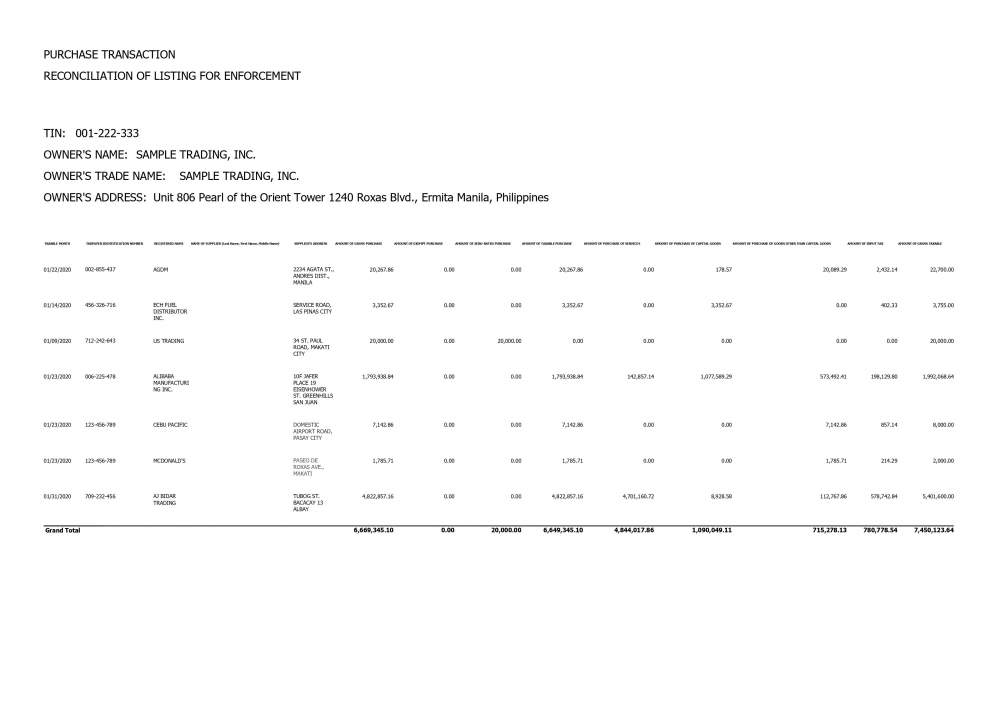 PURCHASE TRANSACTION
RECONCILIATION OF LISTING FOR ENFORCEMENT
TIN: 001-222-333
OWNER'S NAME: SAMPLE TRADING, INC.
OWNER'S TRADE NAME: SAMPLE TRADING, INC.
OWNER'S ADDRESS: Unit 806 Pearl of the Orient Tower 1240 Roxas Blvd., Ermita Manila, Philippines
TAXABLE MONTH TAXPAYER IDENTIFICATION NUMBER REGISTERED NAME NAME OF SUPPLIER (Last Name, First Name, Middle Name) SUPPLIER'S ADDRESS AMOUNT OF GROSS PURCHASE AMOUNT OF EXEMPT PURCHASE AMOUNT OF ZERO RATED PURCHASE AMOUNT OF TAXABLE PURCHASE AMOUNT OF PURCHASE OF SERVICES AMOUNT OF PURCHASE OF CAPITAL GOODS AMOUNT OF PURCHASE OF GOODS OTHER THAN CAPITAL GOODS AMOUNT OF INPUT TAX AMOUNT OF GROSS TAXABLE
01/22/2020 002-855-437 AGDM 2234 AGATA ST., 20,267.86 0.00 0.00 20,267.86 0.00 178.57 20,089.29 2,432.14 22,700.00
ANDRES DIST.,
MANILA
01/14/2020 456-326-716 ECH FUEL SERVICE ROAD, 3,352.67 0.00 0.00 3,352.67 0.00 3,352.67 0.00 402.33 3,755.00
DISTRIBUTOR LAS PINAS CITY
INC.
01/09/2020 712-242-643 US TRADING 34 ST. PAUL 20,000.00 0.00 20,000.00 0.00 0.00 0.00 0.00 0.00 20,000.00
ROAD, MAKATI
CITY
01/23/2020 006-225-478 ALIBABA 10F JAFER 1,793,938.84 0.00 0.00 1,793,938.84 142,857.14 1,077,589.29 573,492.41 198,129.80 1,992,068.64
MANUFACTURI PLACE 19
NG INC. EISENHOWER
ST. GREENHILLS
SAN JUAN
01/23/2020 123-456-789 CEBU PACIFIC DOMESTIC 7,142.86 0.00 0.00 7,142.86 0.00 0.00 7,142.86 857.14 8,000.00
AIRPORT ROAD,
PASAY CITY
01/23/2020 123-456-789 MCDONALD'S PASEO DE 1,785.71 0.00 0.00 1,785.71 0.00 0.00 1,785.71 214.29 2,000.00
ROXAS AVE.,
MAKATI
01/31/2020 709-232-456 AJ BIDAR TUBOG ST. 4,822,857.16 0.00 0.00 4,822,857.16 4,701,160.72 8,928.58 112,767.86 578,742.84 5,401,600.00
TRADING BACACAY 13
ALBAY
Grand Total 6,669,345.10 0.00 20,000.00 6,649,345.10 4,844,017.86 1,090,049.11 715,278.13 780,778.54 7,450,123.64